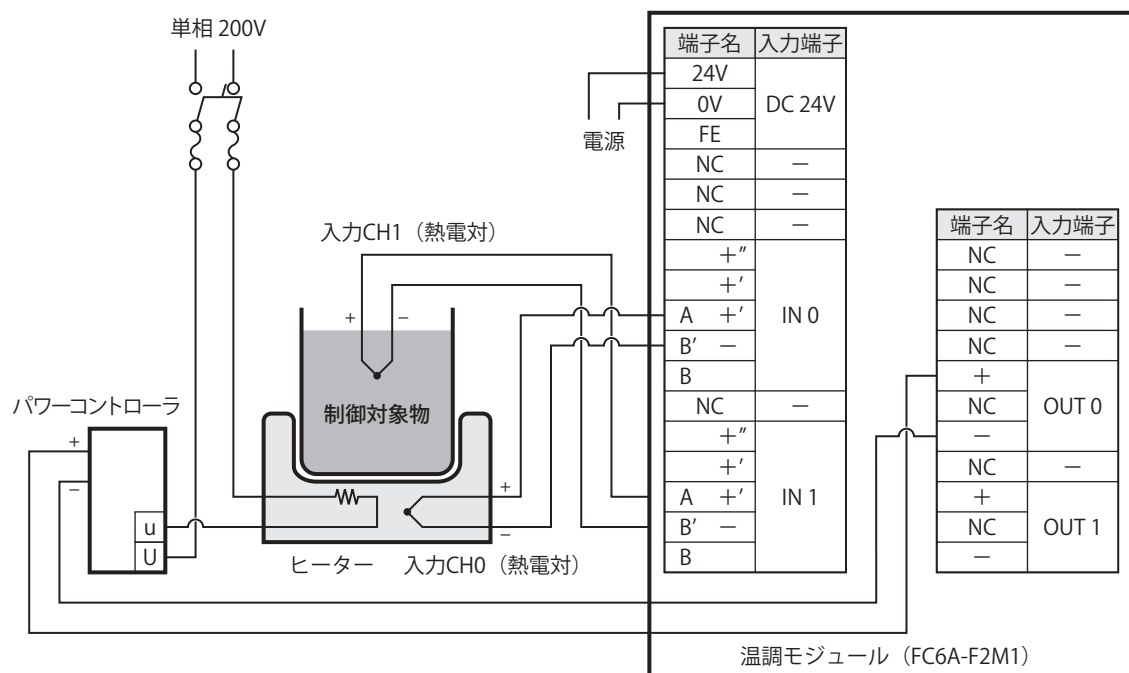 単相 200V
端子名 入力端子
24V
0V
FE
DC 24V
電源
NC －
NC －
NC －
＋″
＋′
A ＋′
B′ －
B
IN 0
NC －
＋″
＋′
A ＋′
B′ －
B
IN 1
端子名 入力端子
NC －
NC －
NC －
NC －
＋
NC
－
OUT 0
NC －
＋
NC
－
OUT 1
入力CH1（熱電対）
+ −
制御対象物
パワーコントローラ
+
−
u
U
+
−
ヒーター
入力CH0（熱電対）
温調モジュール（FC6A-F2M1）